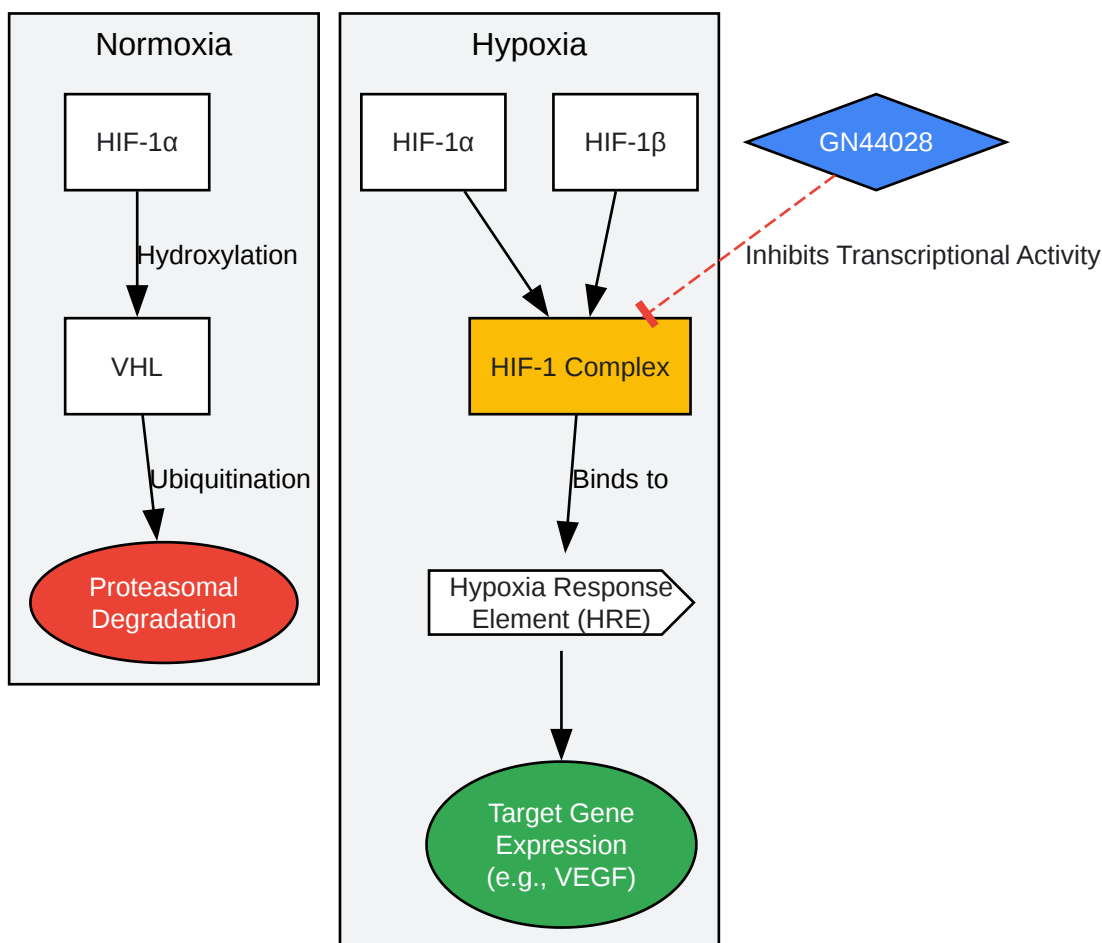 Normoxia
HIF-1α
Hydroxylation
VHL
Ubiquitination
Proteasomal
Degradation
Hypoxia
HIF-1α
HIF-1β
GN44028
Inhibits Transcriptional Activity
HIF-1 Complex
Binds to
Hypoxia Response
Element (HRE)
Target Gene
Expression
(e.g., VEGF)